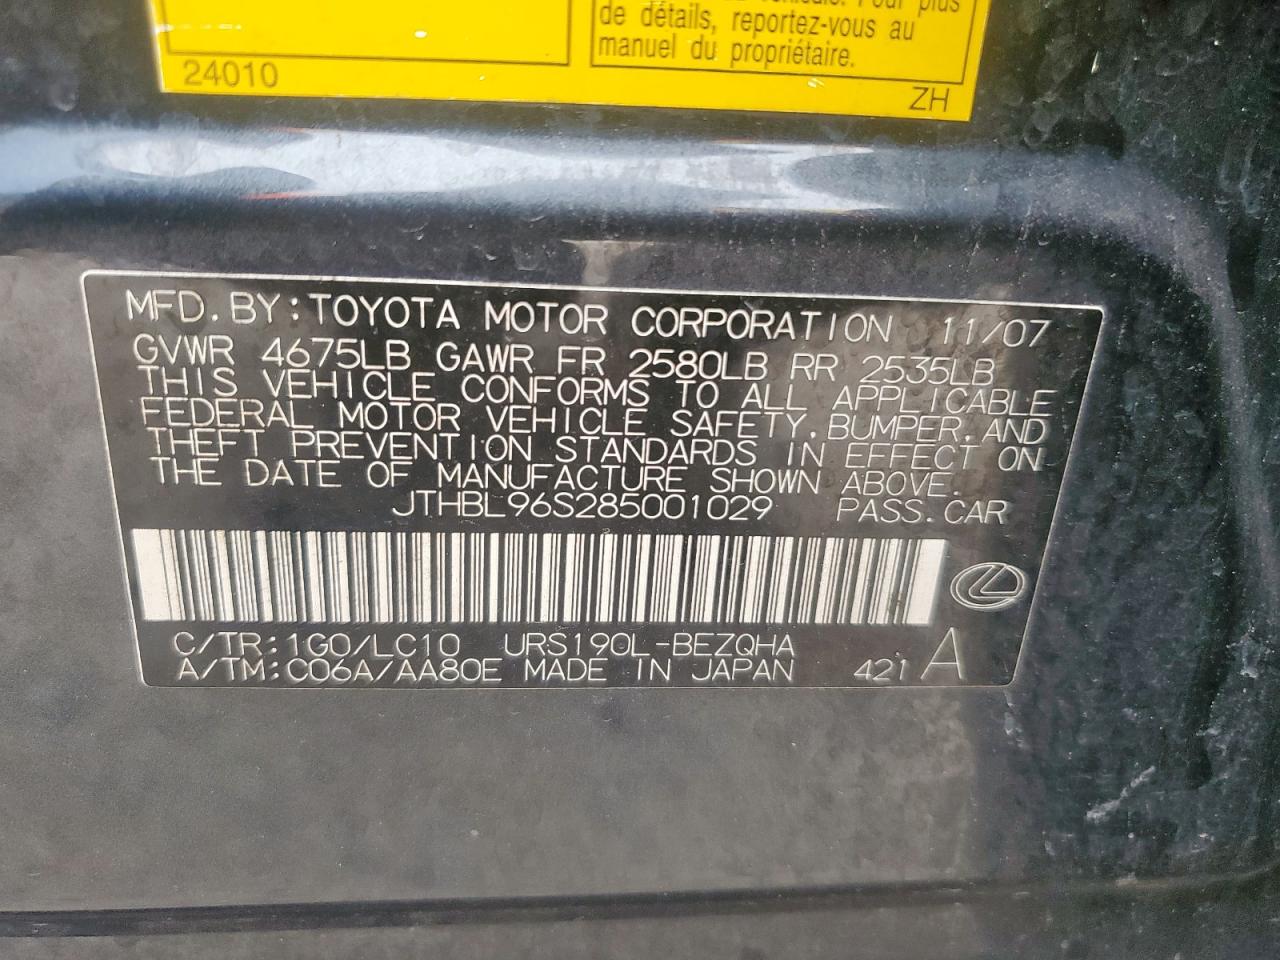 véhicule. Pour plus
de détails, reportez-vous au
manuel du propriétaire.
24010
ZH
MFD. BY: TOYOTA MOTOR CORPORATION 11/07
GVWR 4675LB GAWR FR 2580LB RR 2535LB
THIS VEHICLE CONFORMS TO ALL APPLICABLE
FEDERAL MOTOR VEHICLE SAFETY, BUMPER, AND
THEFT PREVENTION STANDARDS IN EFFECT ON
THE DATE OF MANUFACTURE SHOWN ABOVE.
JTHBL96S285001029 PASS. CAR
C/TR: 1G0/LC10 URS190L-BEZQHA
A/TM: C06A/AA80E MADE IN JAPAN 421 A